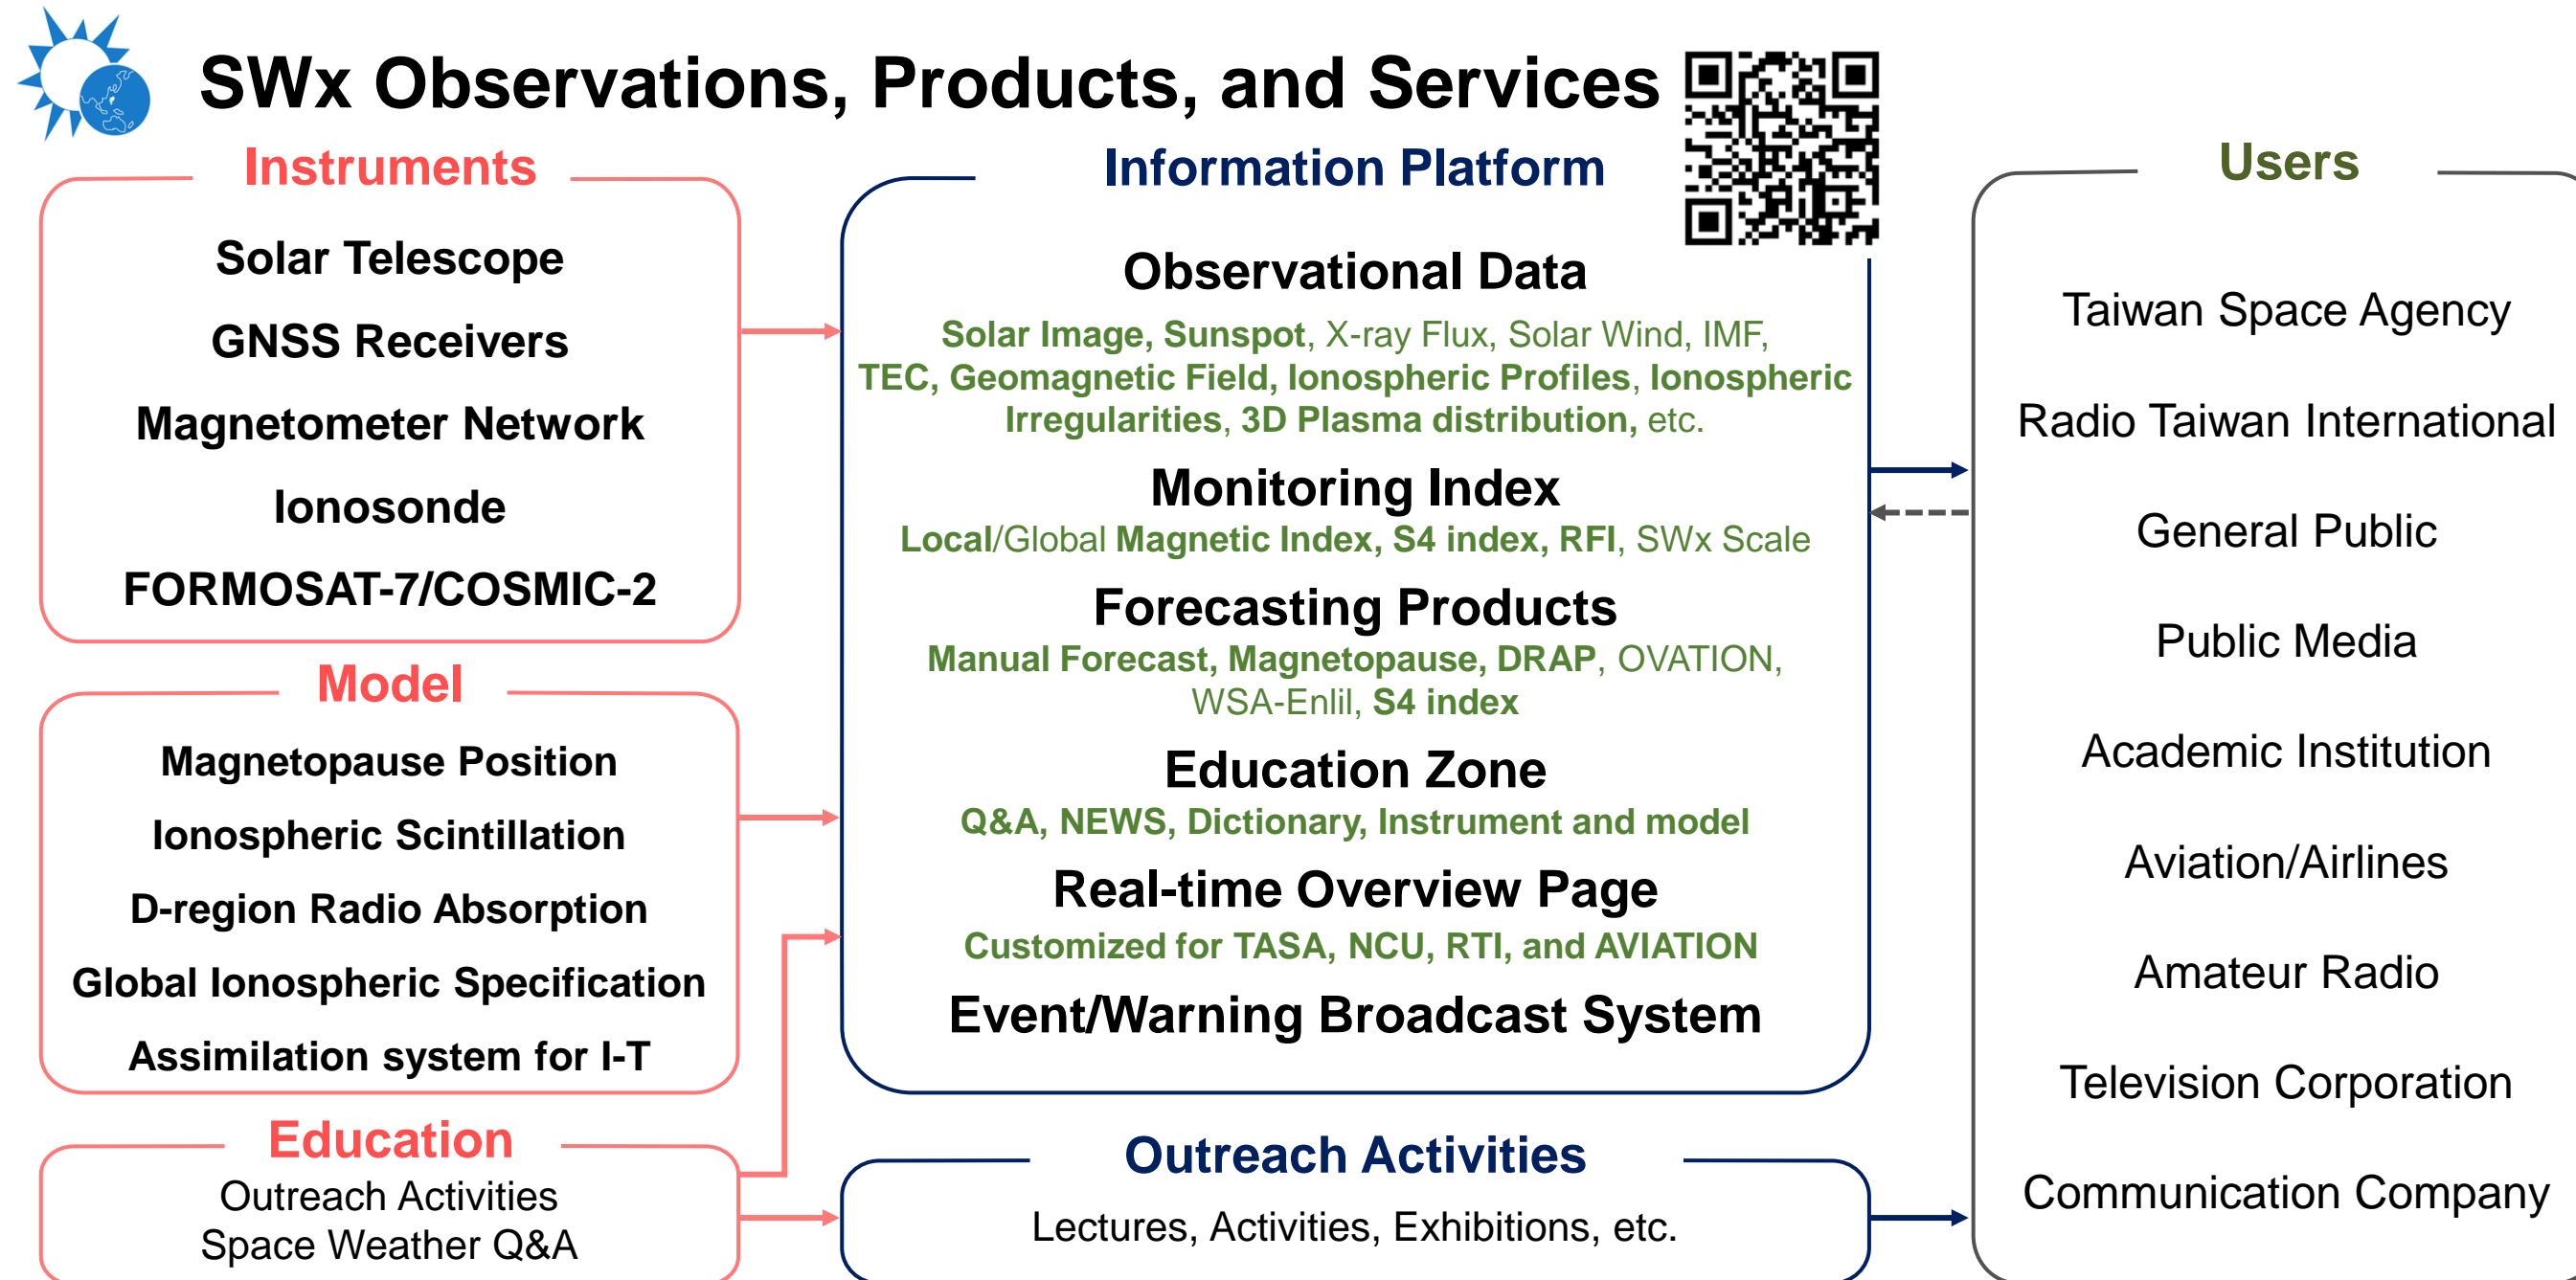 SWx Observations, Products, and Services
Instruments
Solar Telescope
GNSS Receivers
Magnetometer Network
Ionosonde
FORMOSAT-7/COSMIC-2
Model
Magnetopause Position
Ionospheric Scintillation
D-region Radio Absorption
Global Ionospheric Specification
Assimilation system for I-T
Education
Outreach Activities
Space Weather Q&A
Information Platform
Observational Data
Solar Image, Sunspot, X-ray Flux, Solar Wind, IMF,
TEC, Geomagnetic Field, Ionospheric Profiles, Ionospheric
Irregularities, 3D Plasma distribution, etc.
Monitoring Index
Local/Global Magnetic Index, S4 index, RFI, SWx Scale
Forecasting Products
Manual Forecast, Magnetopause, DRAP, OVATION,
WSA-Enlil, S4 index
Education Zone
Q&A, NEWS, Dictionary, Instrument and model
Real-time Overview Page
Customized for TASA, NCU, RTI, and AVIATION
Event/Warning Broadcast System
Outreach Activities
Lectures, Activities, Exhibitions, etc.
Users
Taiwan Space Agency
Radio Taiwan International
General Public
Public Media
Academic Institution
Aviation/Airlines
Amateur Radio
Television Corporation
Communication Company